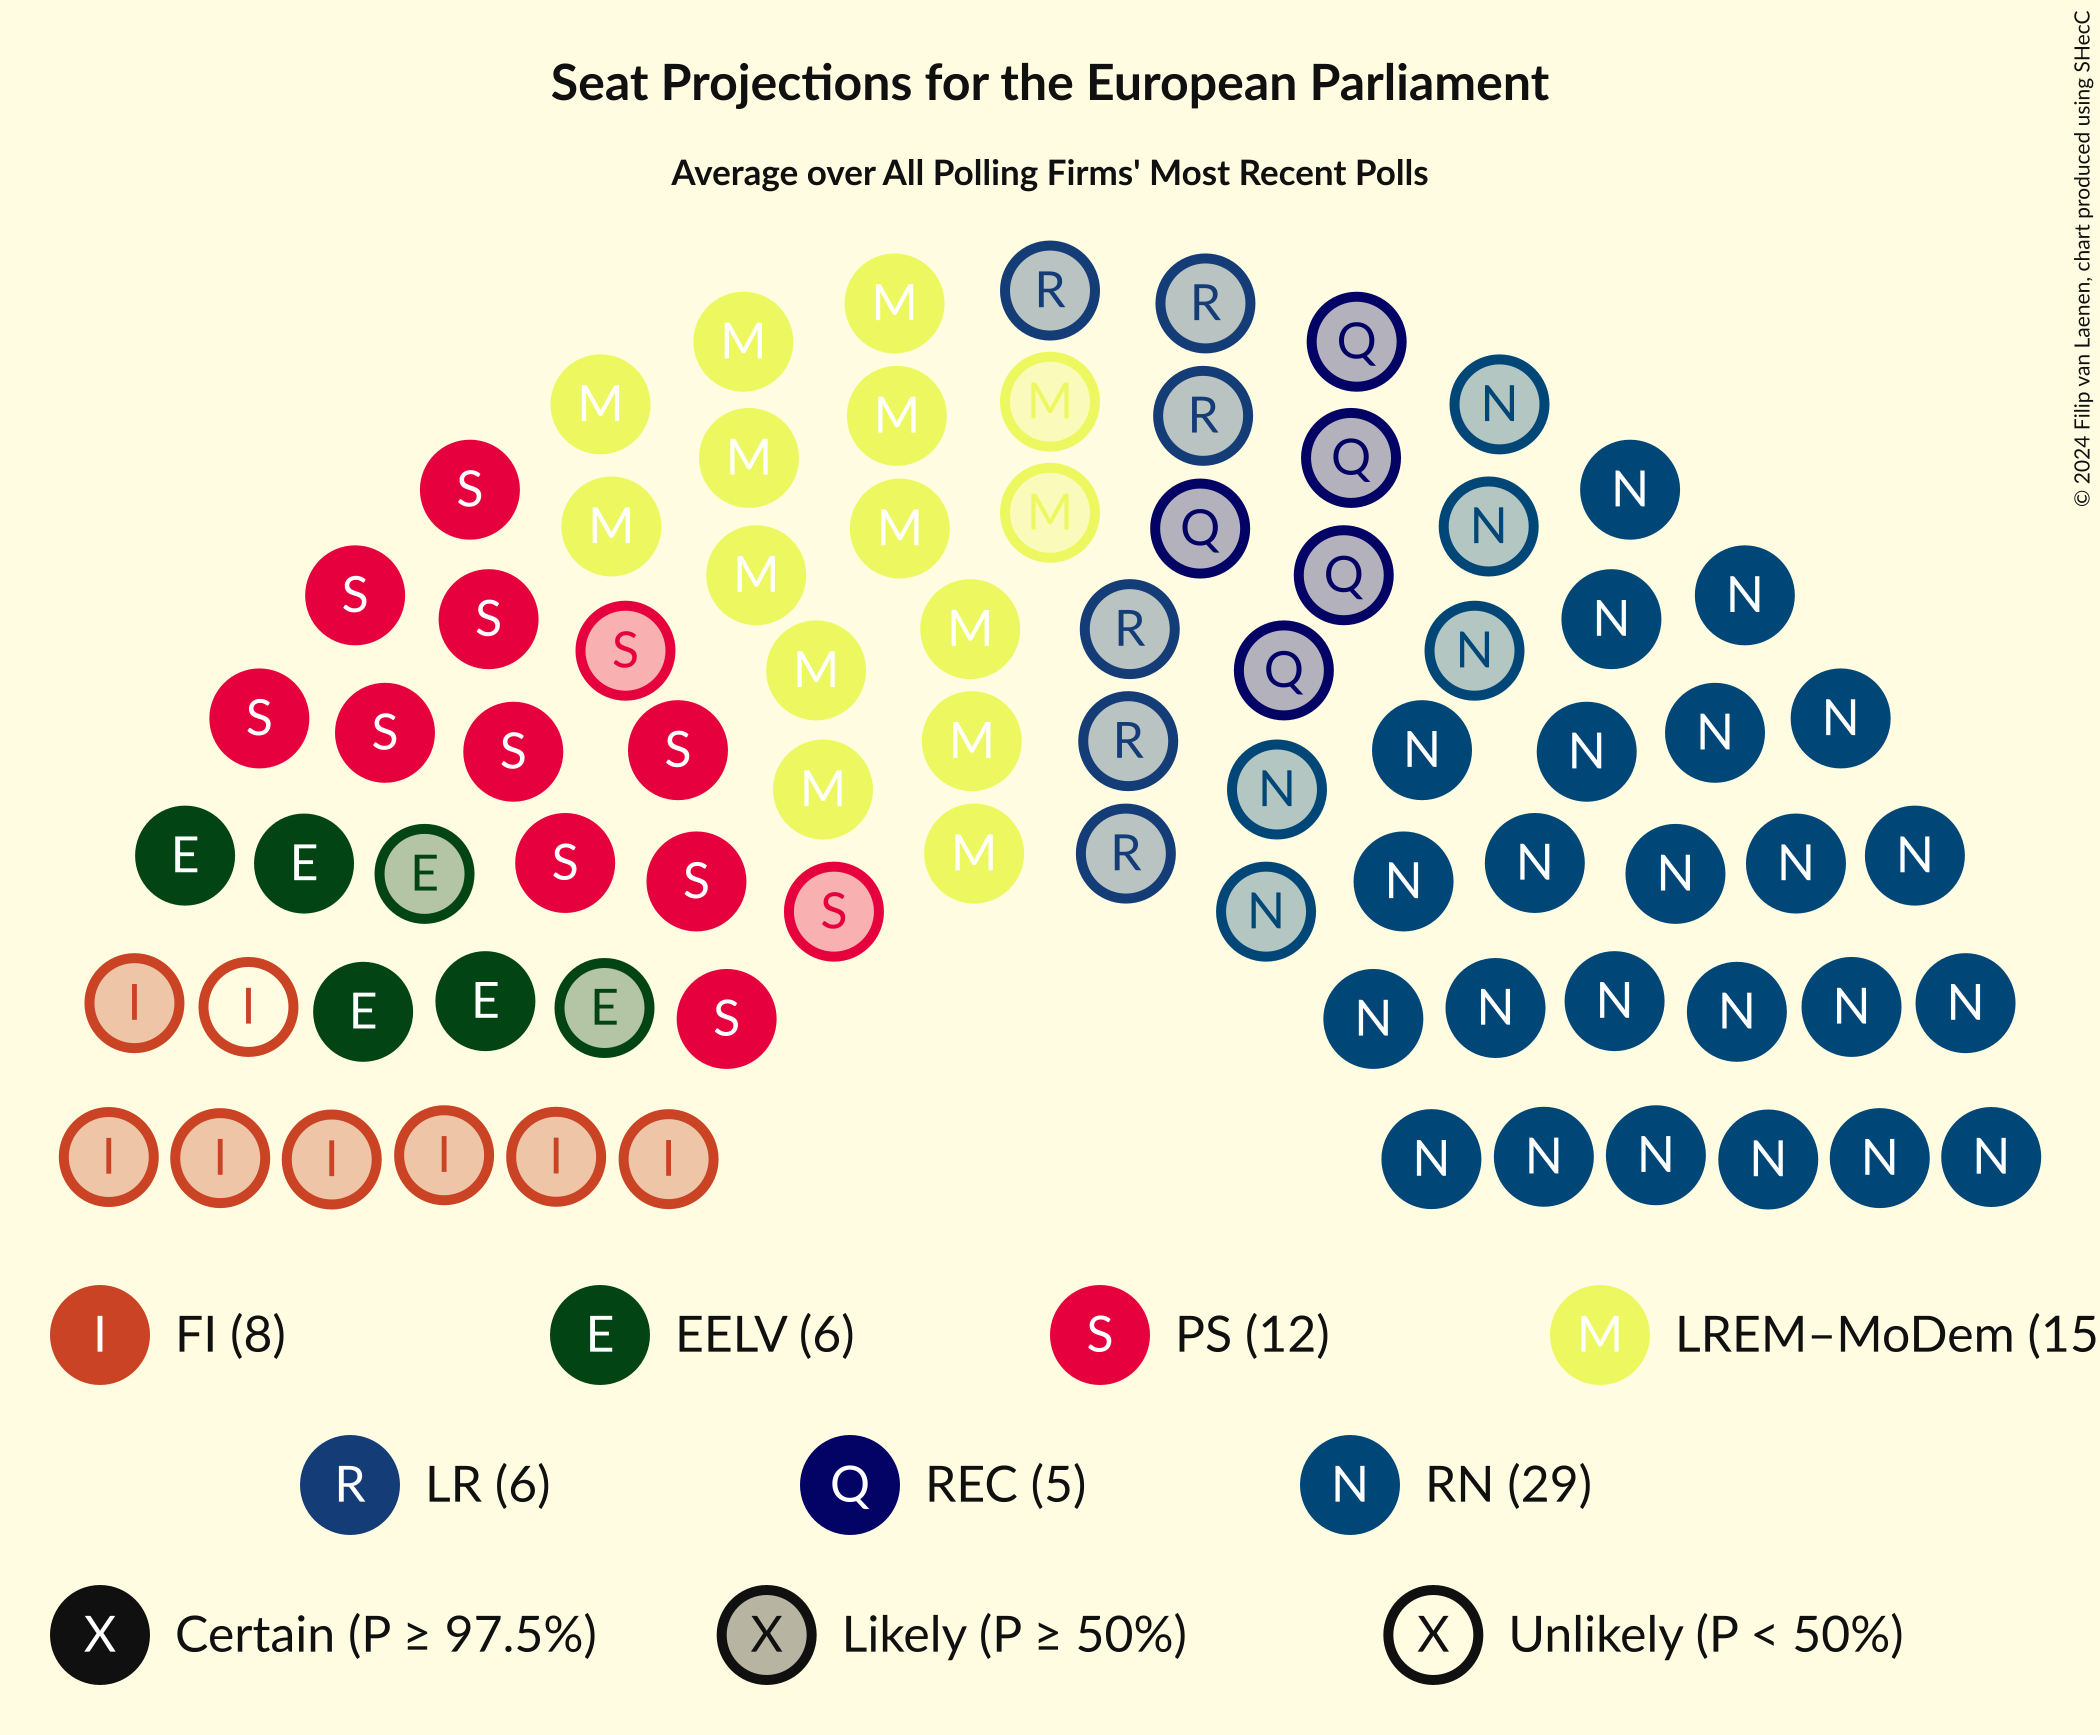 Seat Projections for the European Parliament
Average over All Polling Firms' Most Recent Polls
© 2024 Filip van Laenen, chart produced using SHecC
R
M R
M Q
M M N
M R
M Q
S N
M M M Q N
M Q
S N
S M R N
S N
M Q
S S M R N N
S S N N
M N
E E S M R N N N
E S N N
S N
I I E E E S N N N N N N
I I I I I I N N N N N N
I FI (8) E EELV (6) S PS (12) M LREM–MoDem (15
R LR (6) Q REC (5) N RN (29)
X Certain (P ≥ 97.5%) X Likely (P ≥ 50%) X Unlikely (P < 50%)